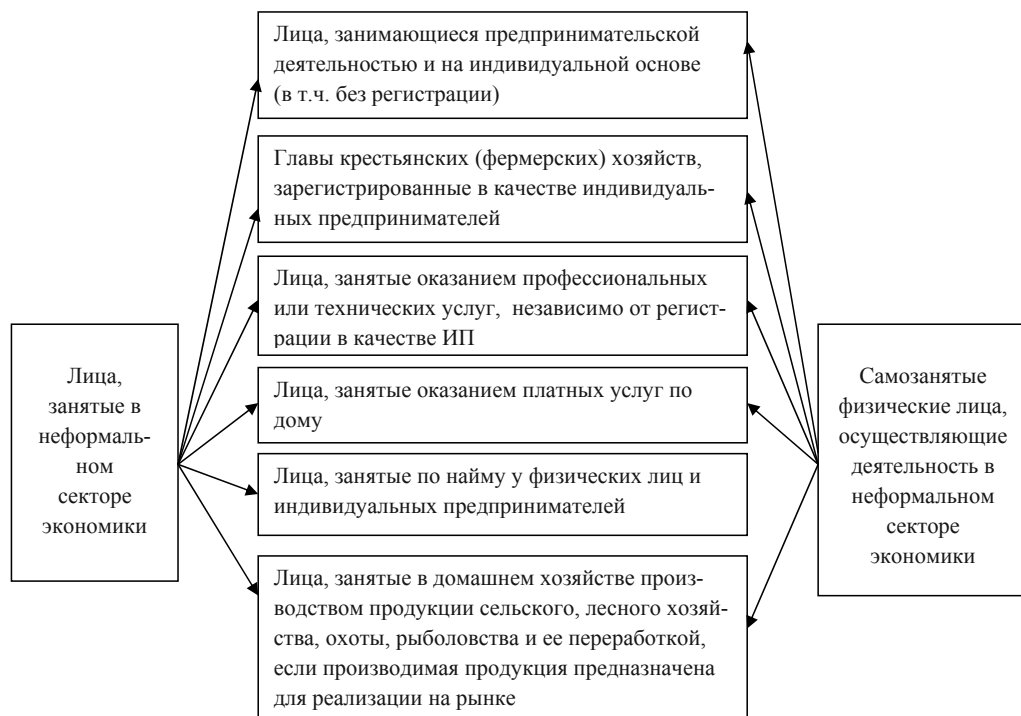 Лица, занимающиеся предпринимательской
деятельностью и на индивидуальной основе
(в т.ч. без регистрации)
Главы крестьянских (фермерских) хозяйств,
зарегистрированные в качестве индивидуаль-
ных предпринимателей
Лица, занятые оказанием профессиональных
или технических услуг, независимо от регист-
рации в качестве ИП
Лица, занятые оказанием платных услуг по
дому
Лица, занятые по найму у физических лиц и
индивидуальных предпринимателей
Лица, занятые в домашнем хозяйстве произ-
водством продукции сельского, лесного хозяй-
ства, охоты, рыболовства и ее переработкой,
если производимая продукция предназначена
для реализации на рынке
Лица,
занятые в
неформаль-
ном
секторе
экономики
Самозанятые
физические лица,
осуществляющие
деятельность в
неформальном
секторе
экономики